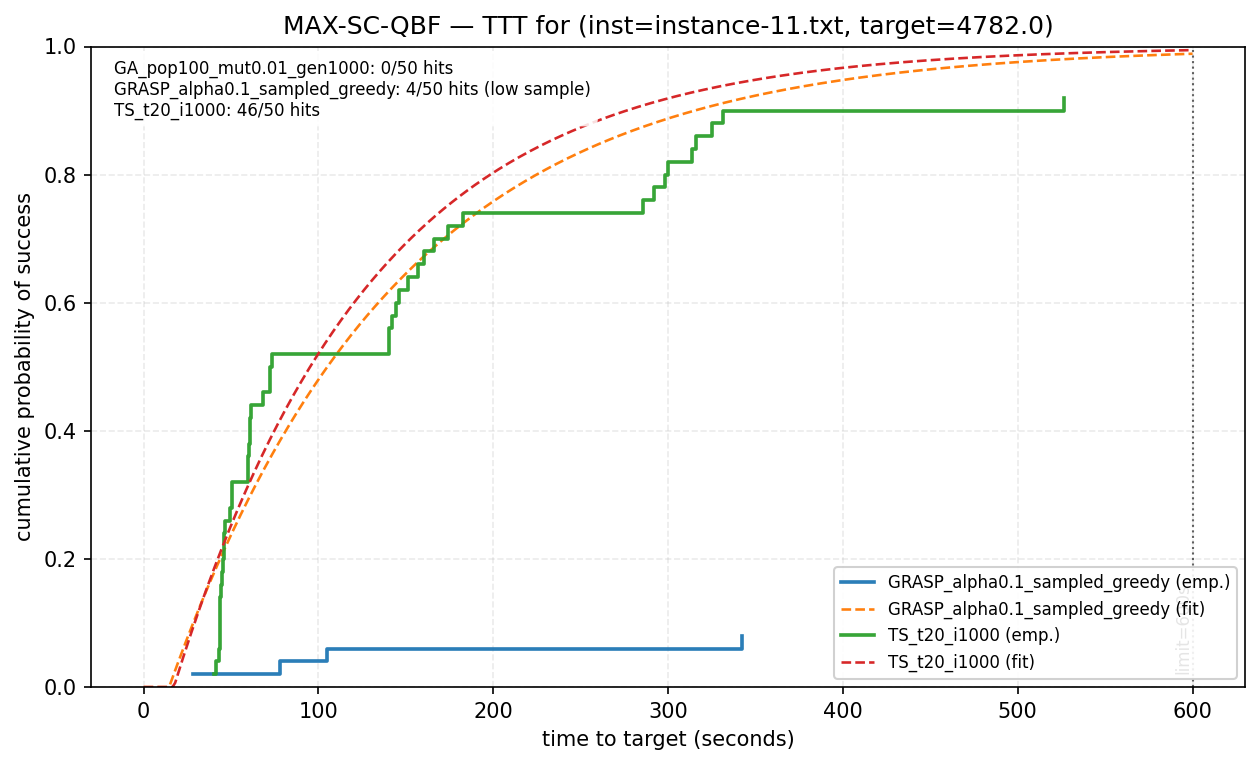 MAX-SC-QBF — TTT for (inst=instance-11.txt, target=4782.0)
GA_pop100_mut0.01_gen1000: 0/50 hits
GRASP_alpha0.1_sampled_greedy: 4/50 hits (low sample)
TS_t20_i1000: 46/50 hits
cumulative probability of success
1.0
0.8
0.6
0.4
0.2
0.0
GRASP_alpha0.1_sampled_greedy (emp.)
GRASP_alpha0.1_sampled_greedy (fit)
TS_t20_i1000 (emp.)
TS_t20_i1000 (fit)
0 100 200 300 400 500 600
time to target (seconds)